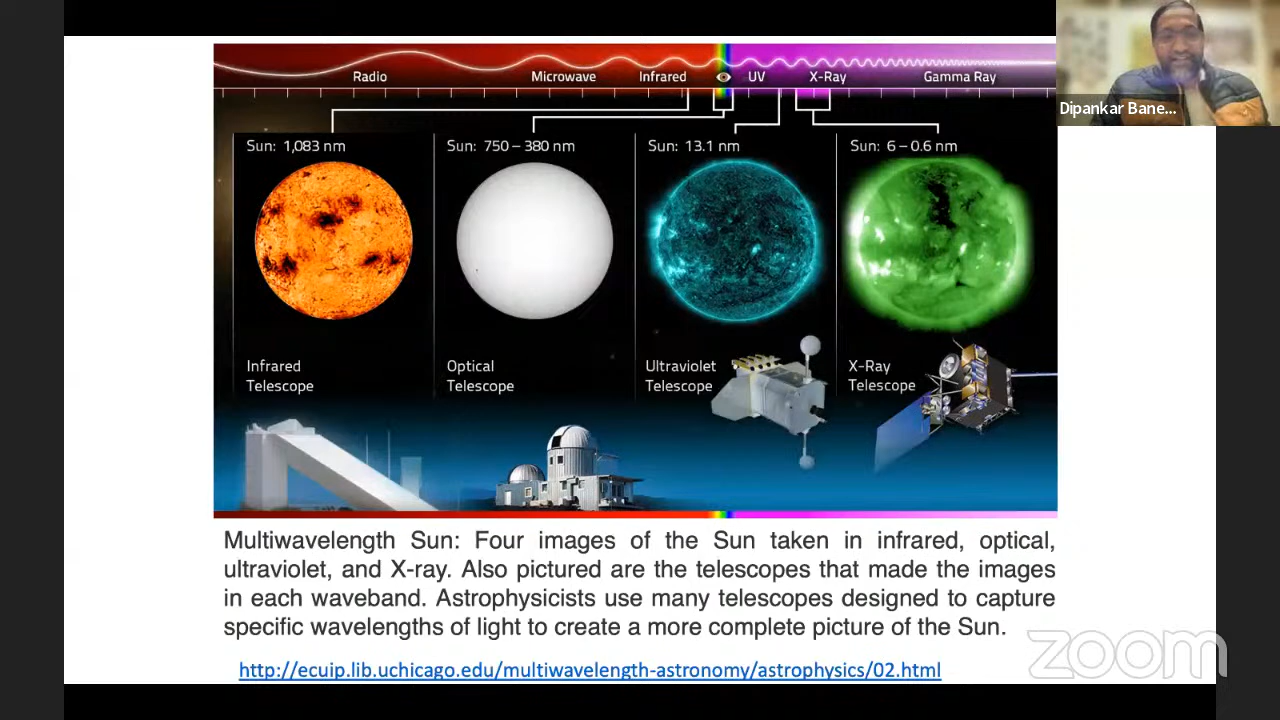 Radio Microwave Infrared UV X-Ray Gamma Ray
Dipankar Bane...
Sun: 1,083 nm
Sun: 750 – 380 nm
Sun: 13.1 nm
Sun: 6 – 0.6 nm
Infrared
Telescope
Optical
Telescope
Ultraviolet
Telescope
X-Ray
Telescope
Multiwavelength Sun: Four images of the Sun taken in infrared, optical,
ultraviolet, and X-ray. Also pictured are the telescopes that made the images
in each waveband. Astrophysicists use many telescopes designed to capture
specific wavelengths of light to create a more complete picture of the Sun.
http://ecuip.lib.uchicago.edu/multiwavelength-astronomy/astrophysics/02.html
zoom